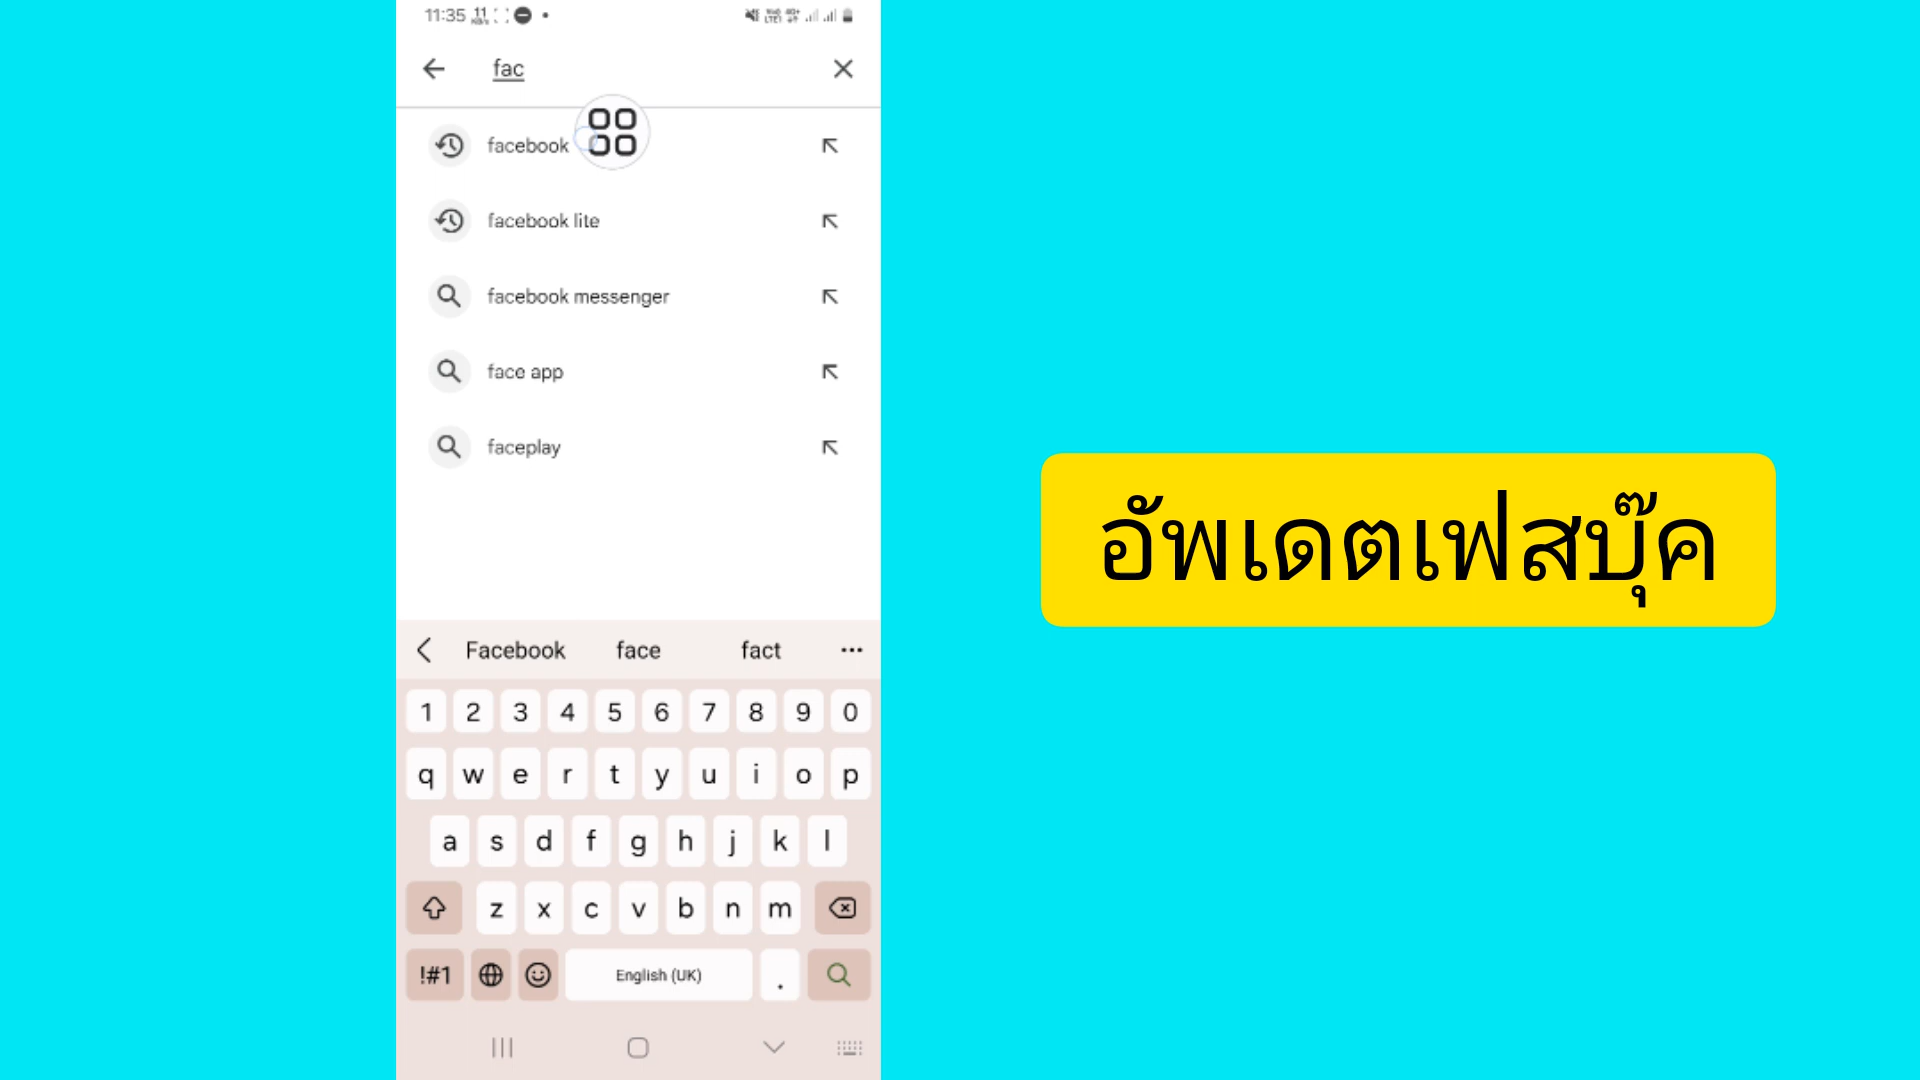 11:35
fac
facebook
facebook lite
facebook messenger
face app
faceplay
Facebook face fact
1 2 3 4 5 6 7 8 9 0
q w e r t y u i o p
a s d f g h j k l
z x c v b n m
!#1 English (UK) .
อัพเดตเฟสบุ๊ค